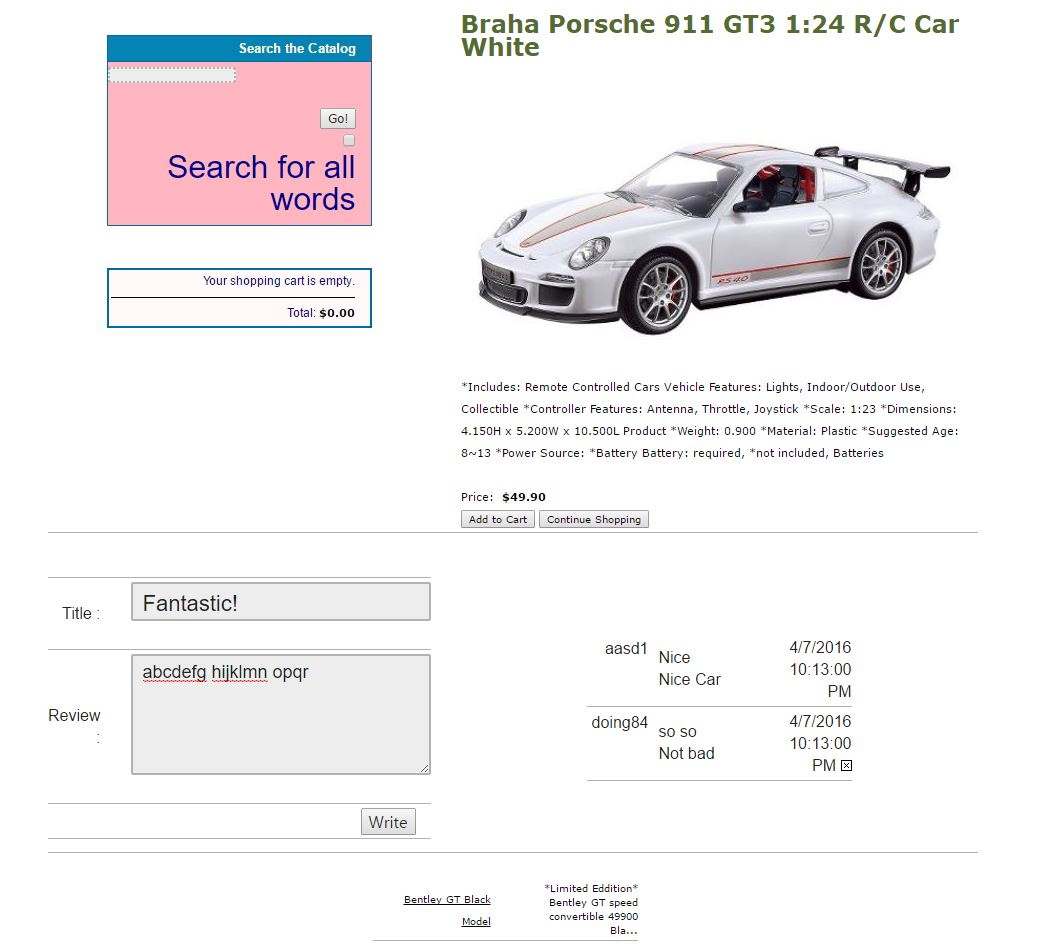 Search the Catalog
Go!
Search for all
words
Your shopping cart is empty.
Total: $0.00
Braha Porsche 911 GT3 1:24 R/C Car
White
RS 4.0
*Includes: Remote Controlled Cars Vehicle Features: Lights, Indoor/Outdoor Use,
Collectible *Controller Features: Antenna, Throttle, Joystick *Scale: 1:23 *Dimensions:
4.150H x 5.200W x 10.500L Product *Weight: 0.900 *Material: Plastic *Suggested Age:
8~13 *Power Source: *Battery Battery: required, *not included, Batteries
Price: $49.90
Add to Cart Continue Shopping
Title :
Fantastic!
Review
:
abcdefg hijklmn opqr
Write
aasd1
Nice
Nice Car
4/7/2016
10:13:00
PM
doing84
so so
Not bad
4/7/2016
10:13:00
PM
Bentley GT Black
Model
*Limited Eddition*
Bentley GT speed
convertible 49900
Bla...